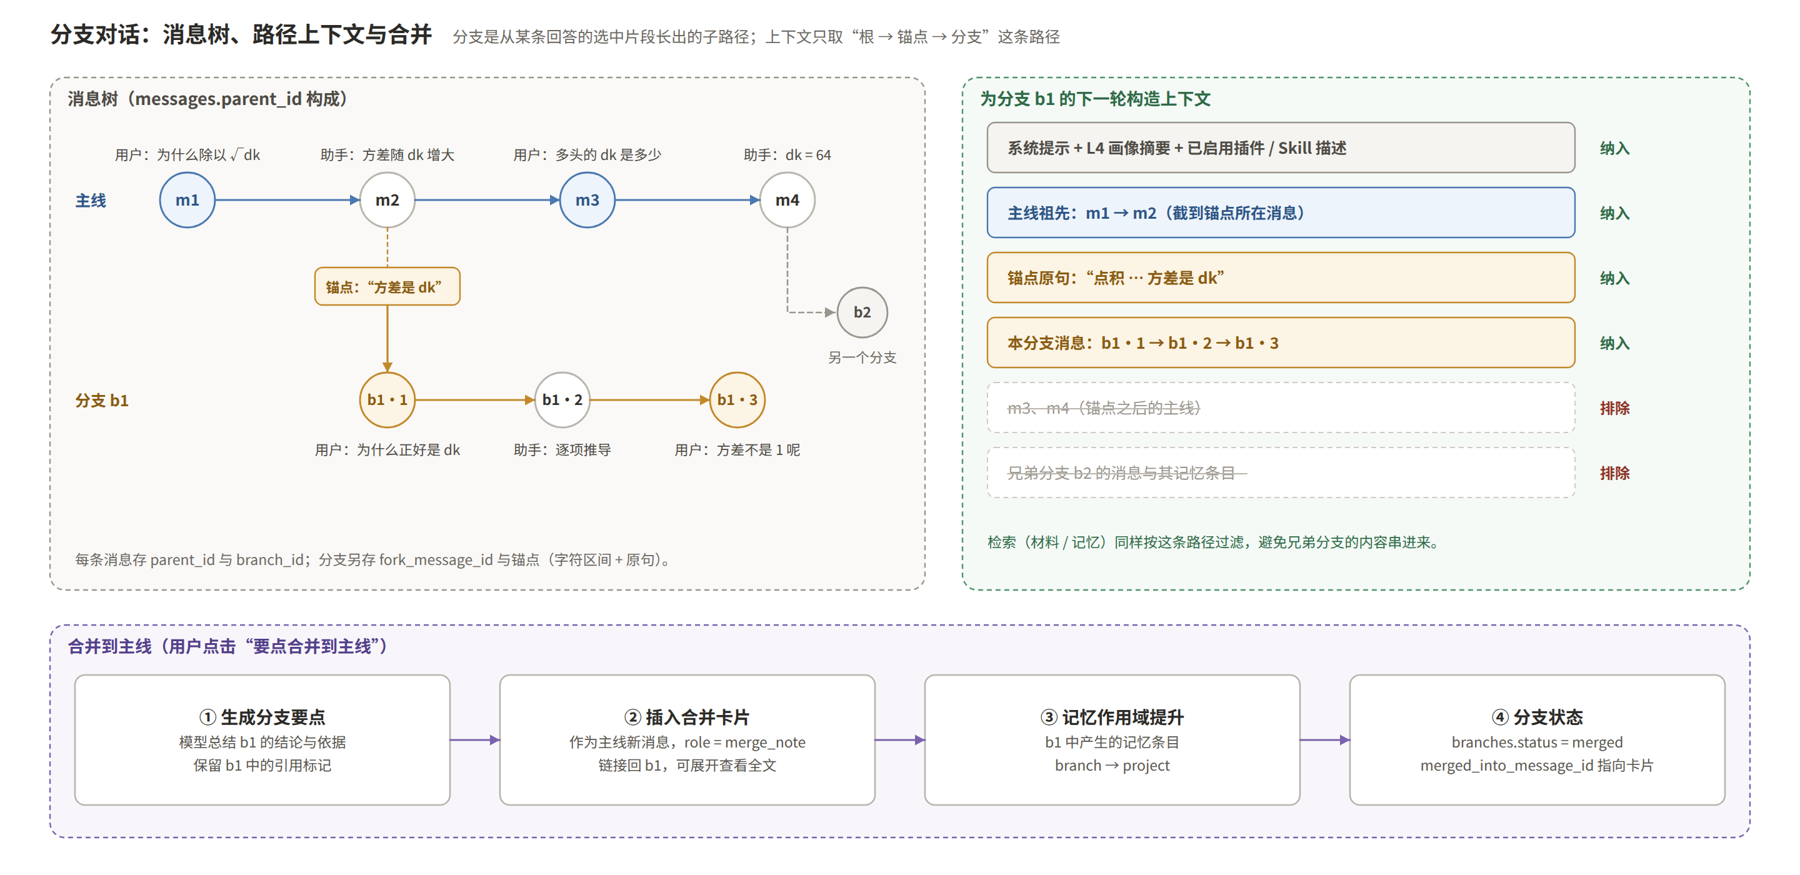 分支对话：消息树、路径上下文与合并
分支是从某条回答的选中片段长出的子路径；上下文只取“根 → 锚点 → 分支”这条路径
消息树（messages.parent_id 构成）
用户：为什么除以 √dk
助手：方差随 dk 增大
用户：多头的 dk 是多少
助手：dk = 64
主线
m1
m2
m3
m4
锚点：“方差是 dk”
b2
另一个分支
分支 b1
b1·1
b1·2
b1·3
用户：为什么正好是 dk
助手：逐项推导
用户：方差不是 1 呢
每条消息存 parent_id 与 branch_id；分支另存 fork_message_id 与锚点（字符区间 + 原句）。
为分支 b1 的下一轮构造上下文
系统提示 + L4 画像摘要 + 已启用插件 / Skill 描述
纳入
主线祖先：m1 → m2（截到锚点所在消息）
纳入
锚点原句：“点积 … 方差是 dk”
纳入
本分支消息：b1·1 → b1·2 → b1·3
纳入
m3、m4（锚点之后的主线）
排除
兄弟分支 b2 的消息与其记忆条目
排除
检索（材料 / 记忆）同样按这条路径过滤，避免兄弟分支的内容串进来。
合并到主线（用户点击“要点合并到主线”）
① 生成分支要点
模型总结 b1 的结论与依据
保留 b1 中的引用标记
② 插入合并卡片
作为主线新消息，role = merge_note
链接回 b1，可展开查看全文
③ 记忆作用域提升
b1 中产生的记忆条目
branch → project
④ 分支状态
branches.status = merged
merged_into_message_id 指向卡片